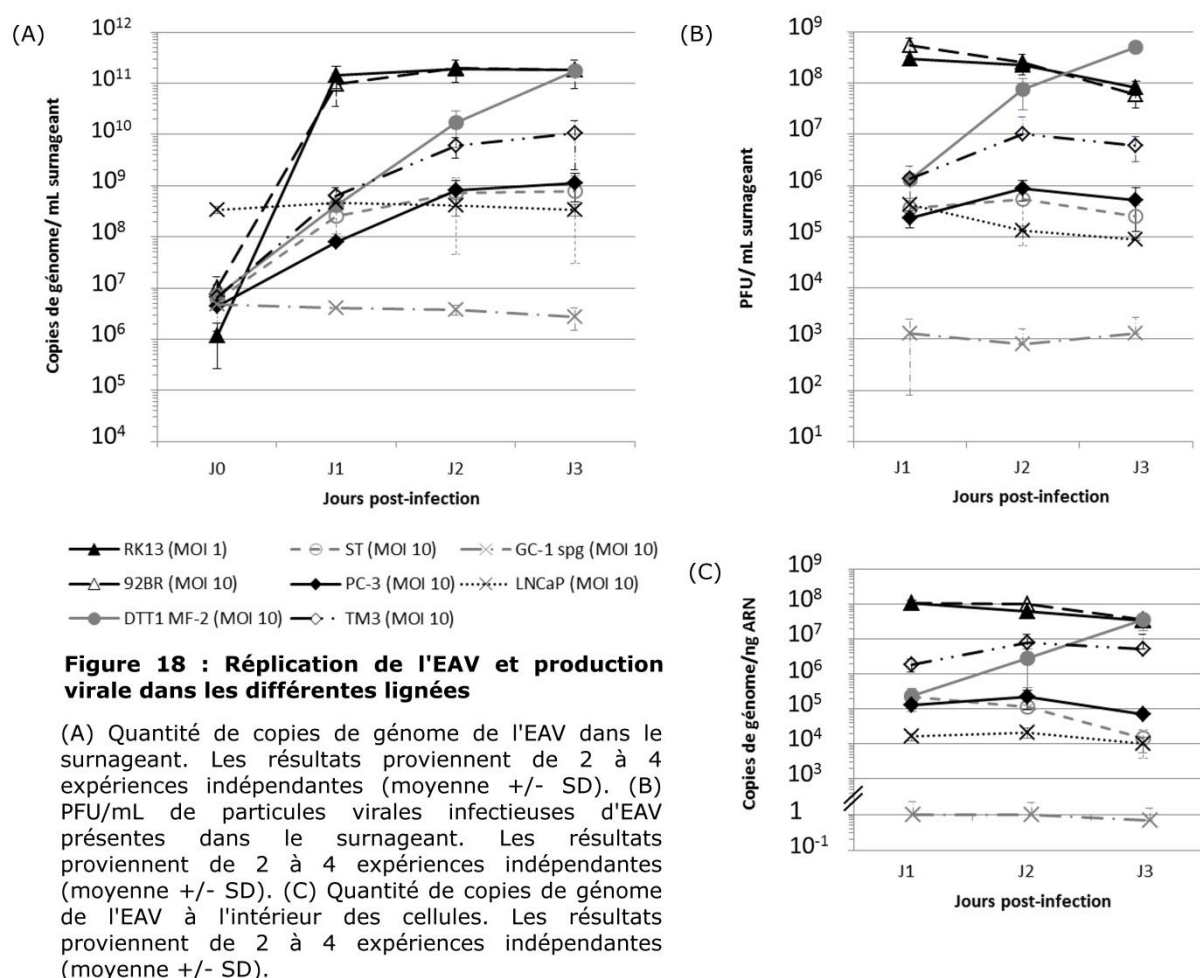 (A)
Copies de génome/ mL surnageant
10¹²
10¹¹
10¹⁰
10⁹
10⁸
10⁷
10⁶
10⁵
10⁴
J0 J1 J2 J3
Jours post-infection
(B)
PFU/ mL surnageant
10⁹
10⁸
10⁷
10⁶
10⁵
10⁴
10³
10²
10¹
J1 J2 J3
Jours post-infection
RK13 (MOI 1) ST (MOI 10) GC-1 spg (MOI 10)
92BR (MOI 10) PC-3 (MOI 10) LNCaP (MOI 10)
DTT1 MF-2 (MOI 10) TM3 (MOI 10)
(C)
Copies de génome/ng ARN
10⁹
10⁸
10⁷
10⁶
10⁵
10⁴
10³
1
10⁻¹
J1 J2 J3
Jours post-infection
Figure 18 : Réplication de l'EAV et production
virale dans les différentes lignées
(A) Quantité de copies de génome de l'EAV dans le
surnageant. Les résultats proviennent de 2 à 4
expériences indépendantes (moyenne +/- SD). (B)
PFU/mL de particules virales infectieuses d'EAV
présentes dans le surnageant. Les résultats
proviennent de 2 à 4 expériences indépendantes
(moyenne +/- SD). (C) Quantité de copies de génome
de l'EAV à l'intérieur des cellules. Les résultats
proviennent de 2 à 4 expériences indépendantes
(moyenne +/- SD).